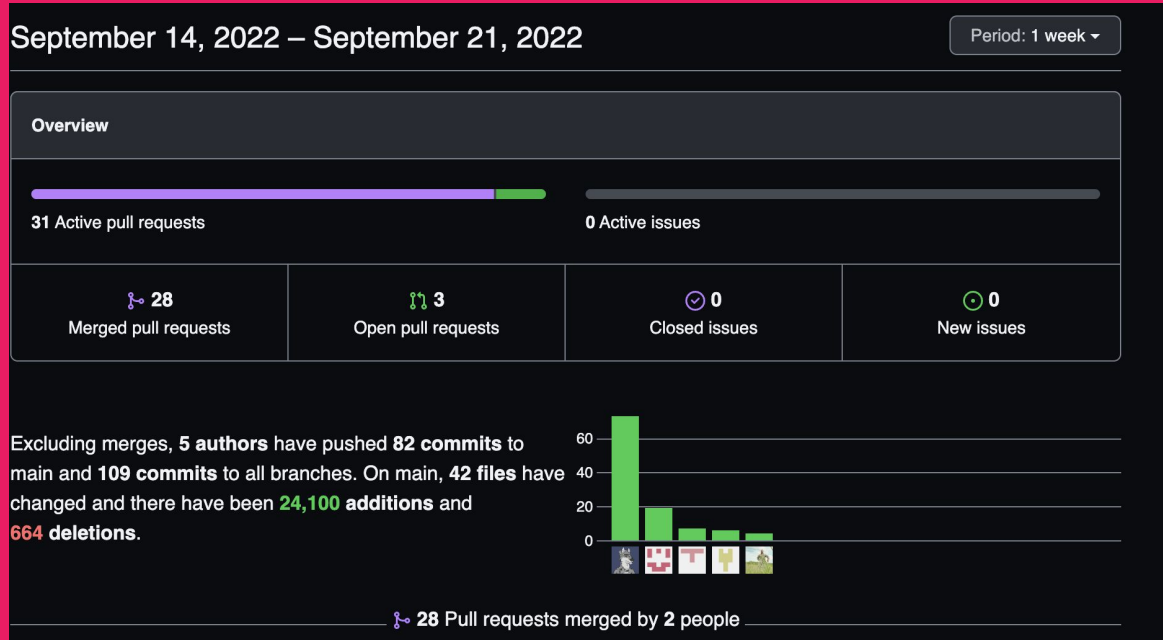 September 14, 2022 – September 21, 2022
Period: 1 week
Overview
31 Active pull requests
0 Active issues
28
Merged pull requests
3
Open pull requests
0
Closed issues
0
New issues
Excluding merges, 5 authors have pushed 82 commits to
main and 109 commits to all branches. On main, 42 files have
changed and there have been 24,100 additions and
664 deletions.
60
40
20
0
28 Pull requests merged by 2 people